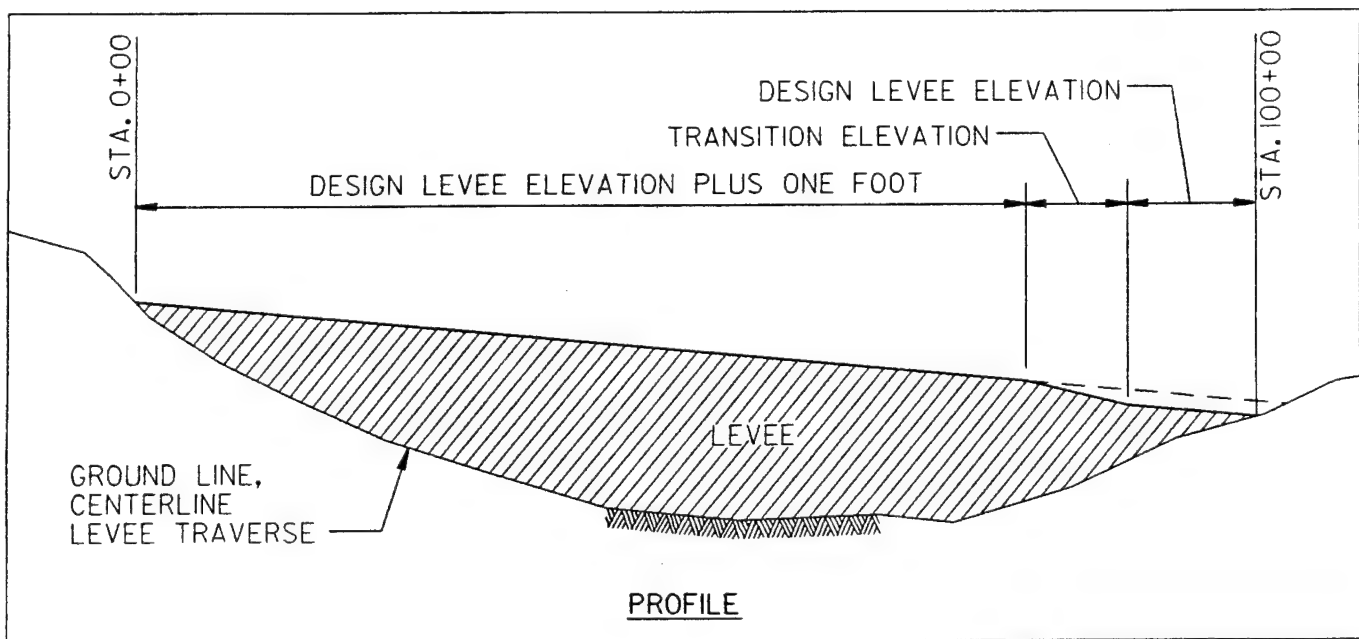 STA. 0+00
STA. 100+00
DESIGN LEVEE ELEVATION
TRANSITION ELEVATION
DESIGN LEVEE ELEVATION PLUS ONE FOOT
LEVEE
GROUND LINE,
CENTERLINE
LEVEE TRAVERSE
PROFILE